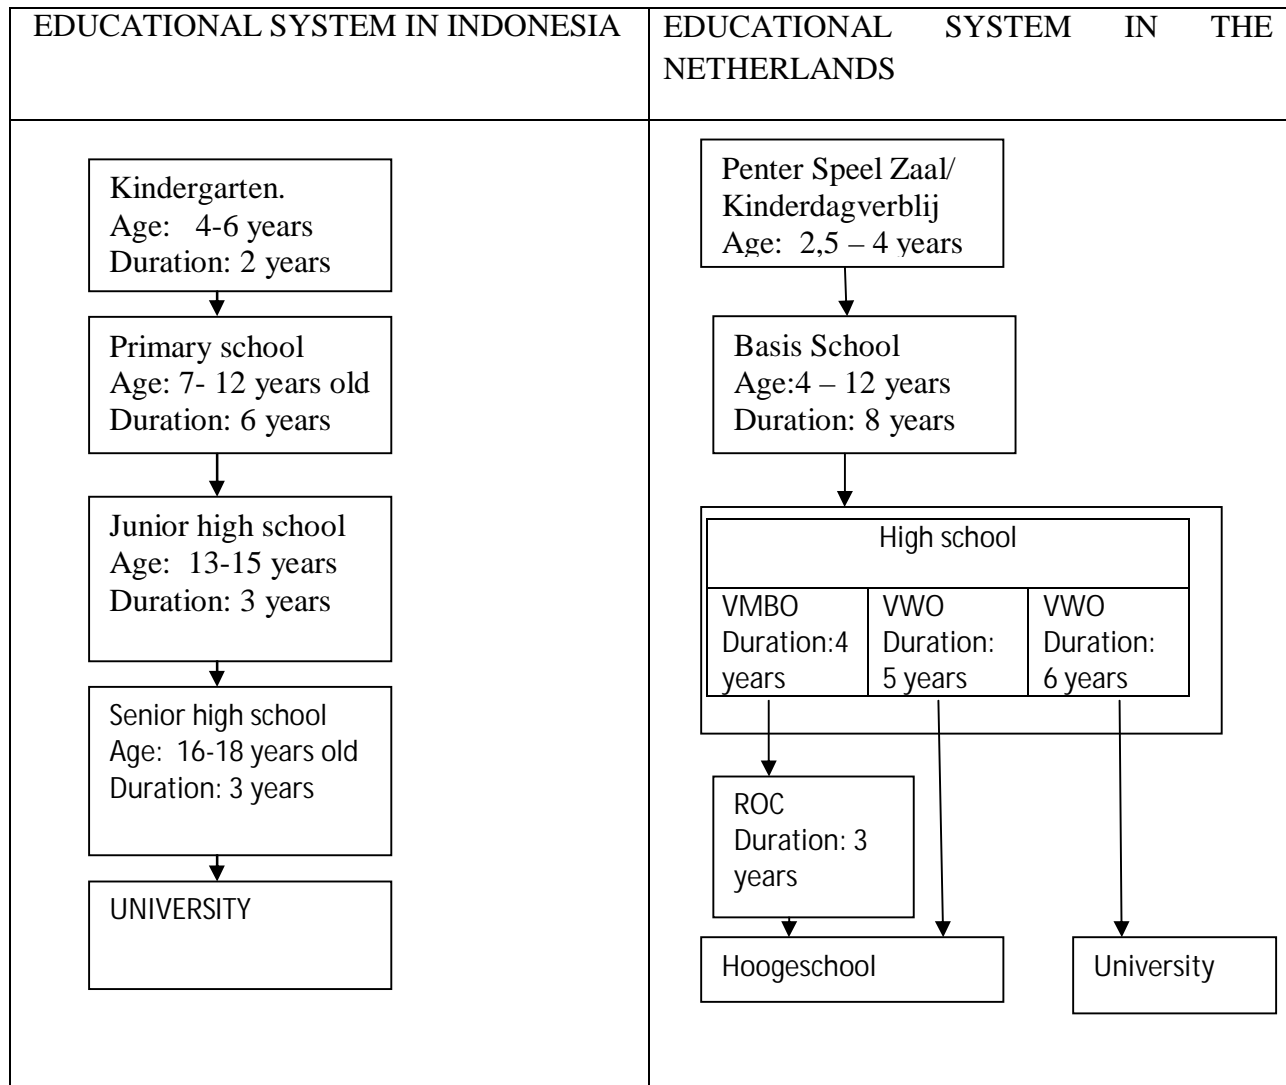 EDUCATIONAL SYSTEM IN INDONESIA
EDUCATIONAL SYSTEM IN THE
NETHERLANDS
Kindergarten.
Age: 4-6 years
Duration: 2 years
Primary school
Age: 7- 12 years old
Duration: 6 years
Junior high school
Age: 13-15 years
Duration: 3 years
Senior high school
Age: 16-18 years old
Duration: 3 years
UNIVERSITY
Penter Speel Zaal/
Kinderdagverblij
Age: 2,5 – 4 years
Basis School
Age:4 – 12 years
Duration: 8 years
High school
VMBO
Duration:4
years
VWO
Duration:
5 years
VWO
Duration:
6 years
ROC
Duration: 3
years
Hoogeschool
University